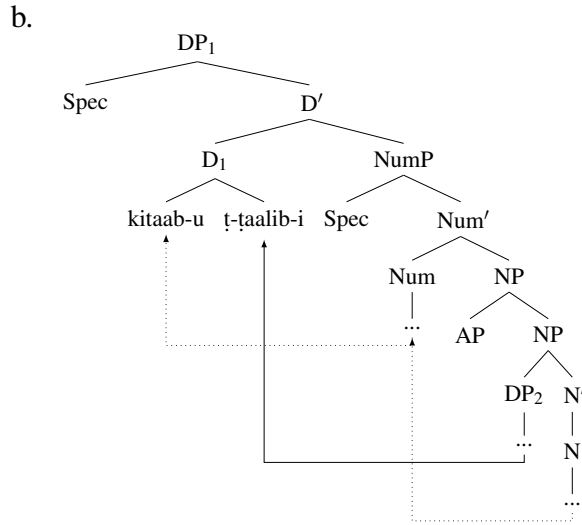 b.
DP₁
Spec D′
D₁ NumP
kitaab-u ṭ-ṭaalib-i Spec Num′
Num NP
... AP NP
DP₂ N′
... N
...